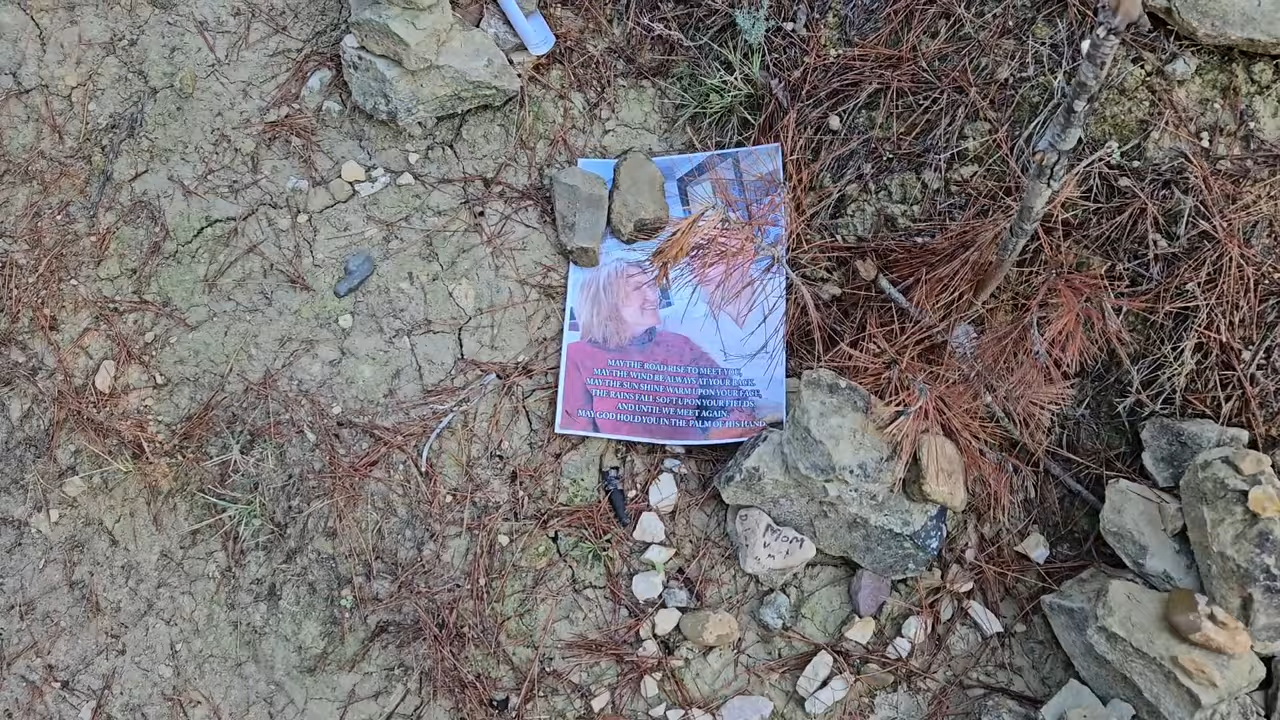 MAY THE ROAD RISE TO MEET YOU,
MAY THE WIND BE ALWAYS AT YOUR BACK.
MAY THE SUN SHINE WARM UPON YOUR FACE,
THE RAINS FALL SOFT UPON YOUR FIELDS
AND UNTIL WE MEET AGAIN,
MAY GOD HOLD YOU IN THE PALM OF HIS HAND
Mom